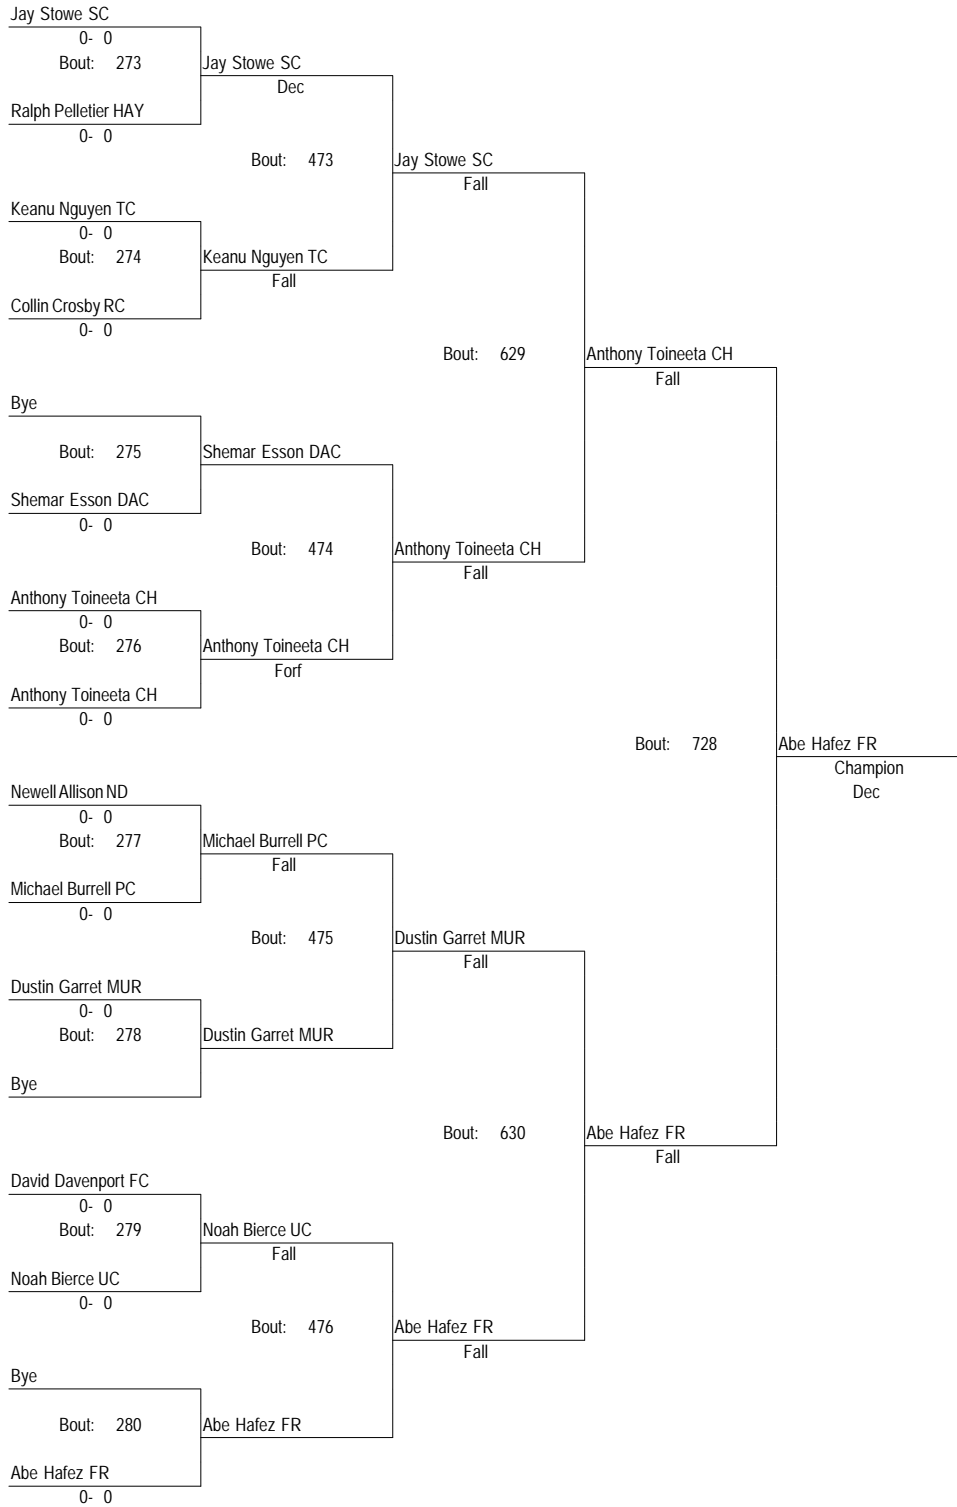 Jay Stowe SC
0- 0
Bout: 273
Jay Stowe SC
Dec
Ralph Pelletier HAY
0- 0
Bout: 473
Jay Stowe SC
Fall
Keanu Nguyen TC
0- 0
Bout: 274
Keanu Nguyen TC
Fall
Collin Crosby RC
0- 0
Bout: 629
Anthony Toineeta CH
Fall
Bye
Bout: 275
Shemar Esson DAC
Shemar Esson DAC
0- 0
Bout: 474
Anthony Toineeta CH
Fall
Anthony Toineeta CH
0- 0
Bout: 276
Anthony Toineeta CH
Forf
Anthony Toineeta CH
0- 0
Bout: 728
Abe Hafez FR
Champion
Dec
Newell Allison ND
0- 0
Bout: 277
Michael Burrell PC
Fall
Michael Burrell PC
0- 0
Bout: 475
Dustin Garret MUR
Fall
Dustin Garret MUR
0- 0
Bout: 278
Dustin Garret MUR
Bye
Bout: 630
Abe Hafez FR
Fall
David Davenport FC
0- 0
Bout: 279
Noah Bierce UC
Fall
Noah Bierce UC
0- 0
Bout: 476
Abe Hafez FR
Fall
Bye
Bout: 280
Abe Hafez FR
Abe Hafez FR
0- 0